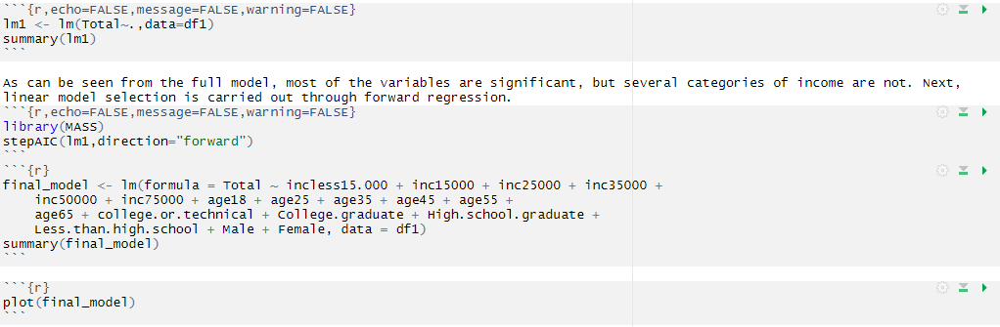 ```{r,echo=FALSE,message=FALSE,warning=FALSE}
lm1 <- lm(Total~.,data=df1)
summary(lm1)
```
As can be seen from the full model, most of the variables are significant, but several categories of income are not. Next,
linear model selection is carried out through forward regression.
```{r,echo=FALSE,message=FALSE,warning=FALSE}
library(MASS)
stepAIC(lm1,direction="forward")
```
```{r}
final_model <- lm(formula = Total ~ incless15.000 + inc15000 + inc25000 + inc35000 +
    inc50000 + inc75000 + age18 + age25 + age35 + age45 + age55 +
    age65 + college.or.technical + College.graduate + High.school.graduate +
    Less.than.high.school + Male + Female, data = df1)
summary(final_model)
```
```{r}
plot(final_model)
```